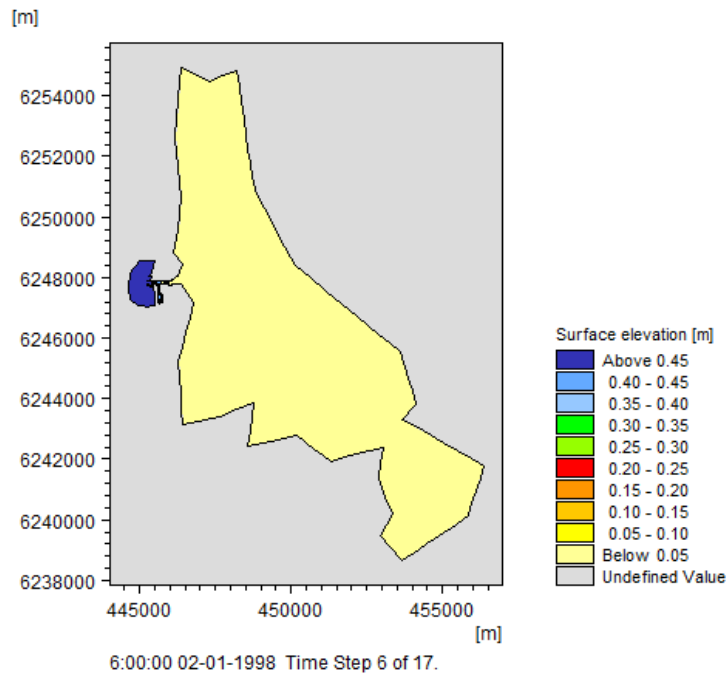 [m]
6254000
6252000
6250000
6248000
6246000
6244000
6242000
6240000
6238000
445000 450000 455000
[m]
Surface elevation [m]
Above 0.45
0.40 - 0.45
0.35 - 0.40
0.30 - 0.35
0.25 - 0.30
0.20 - 0.25
0.15 - 0.20
0.10 - 0.15
0.05 - 0.10
Below 0.05
Undefined Value
6:00:00 02-01-1998 Time Step 6 of 17.